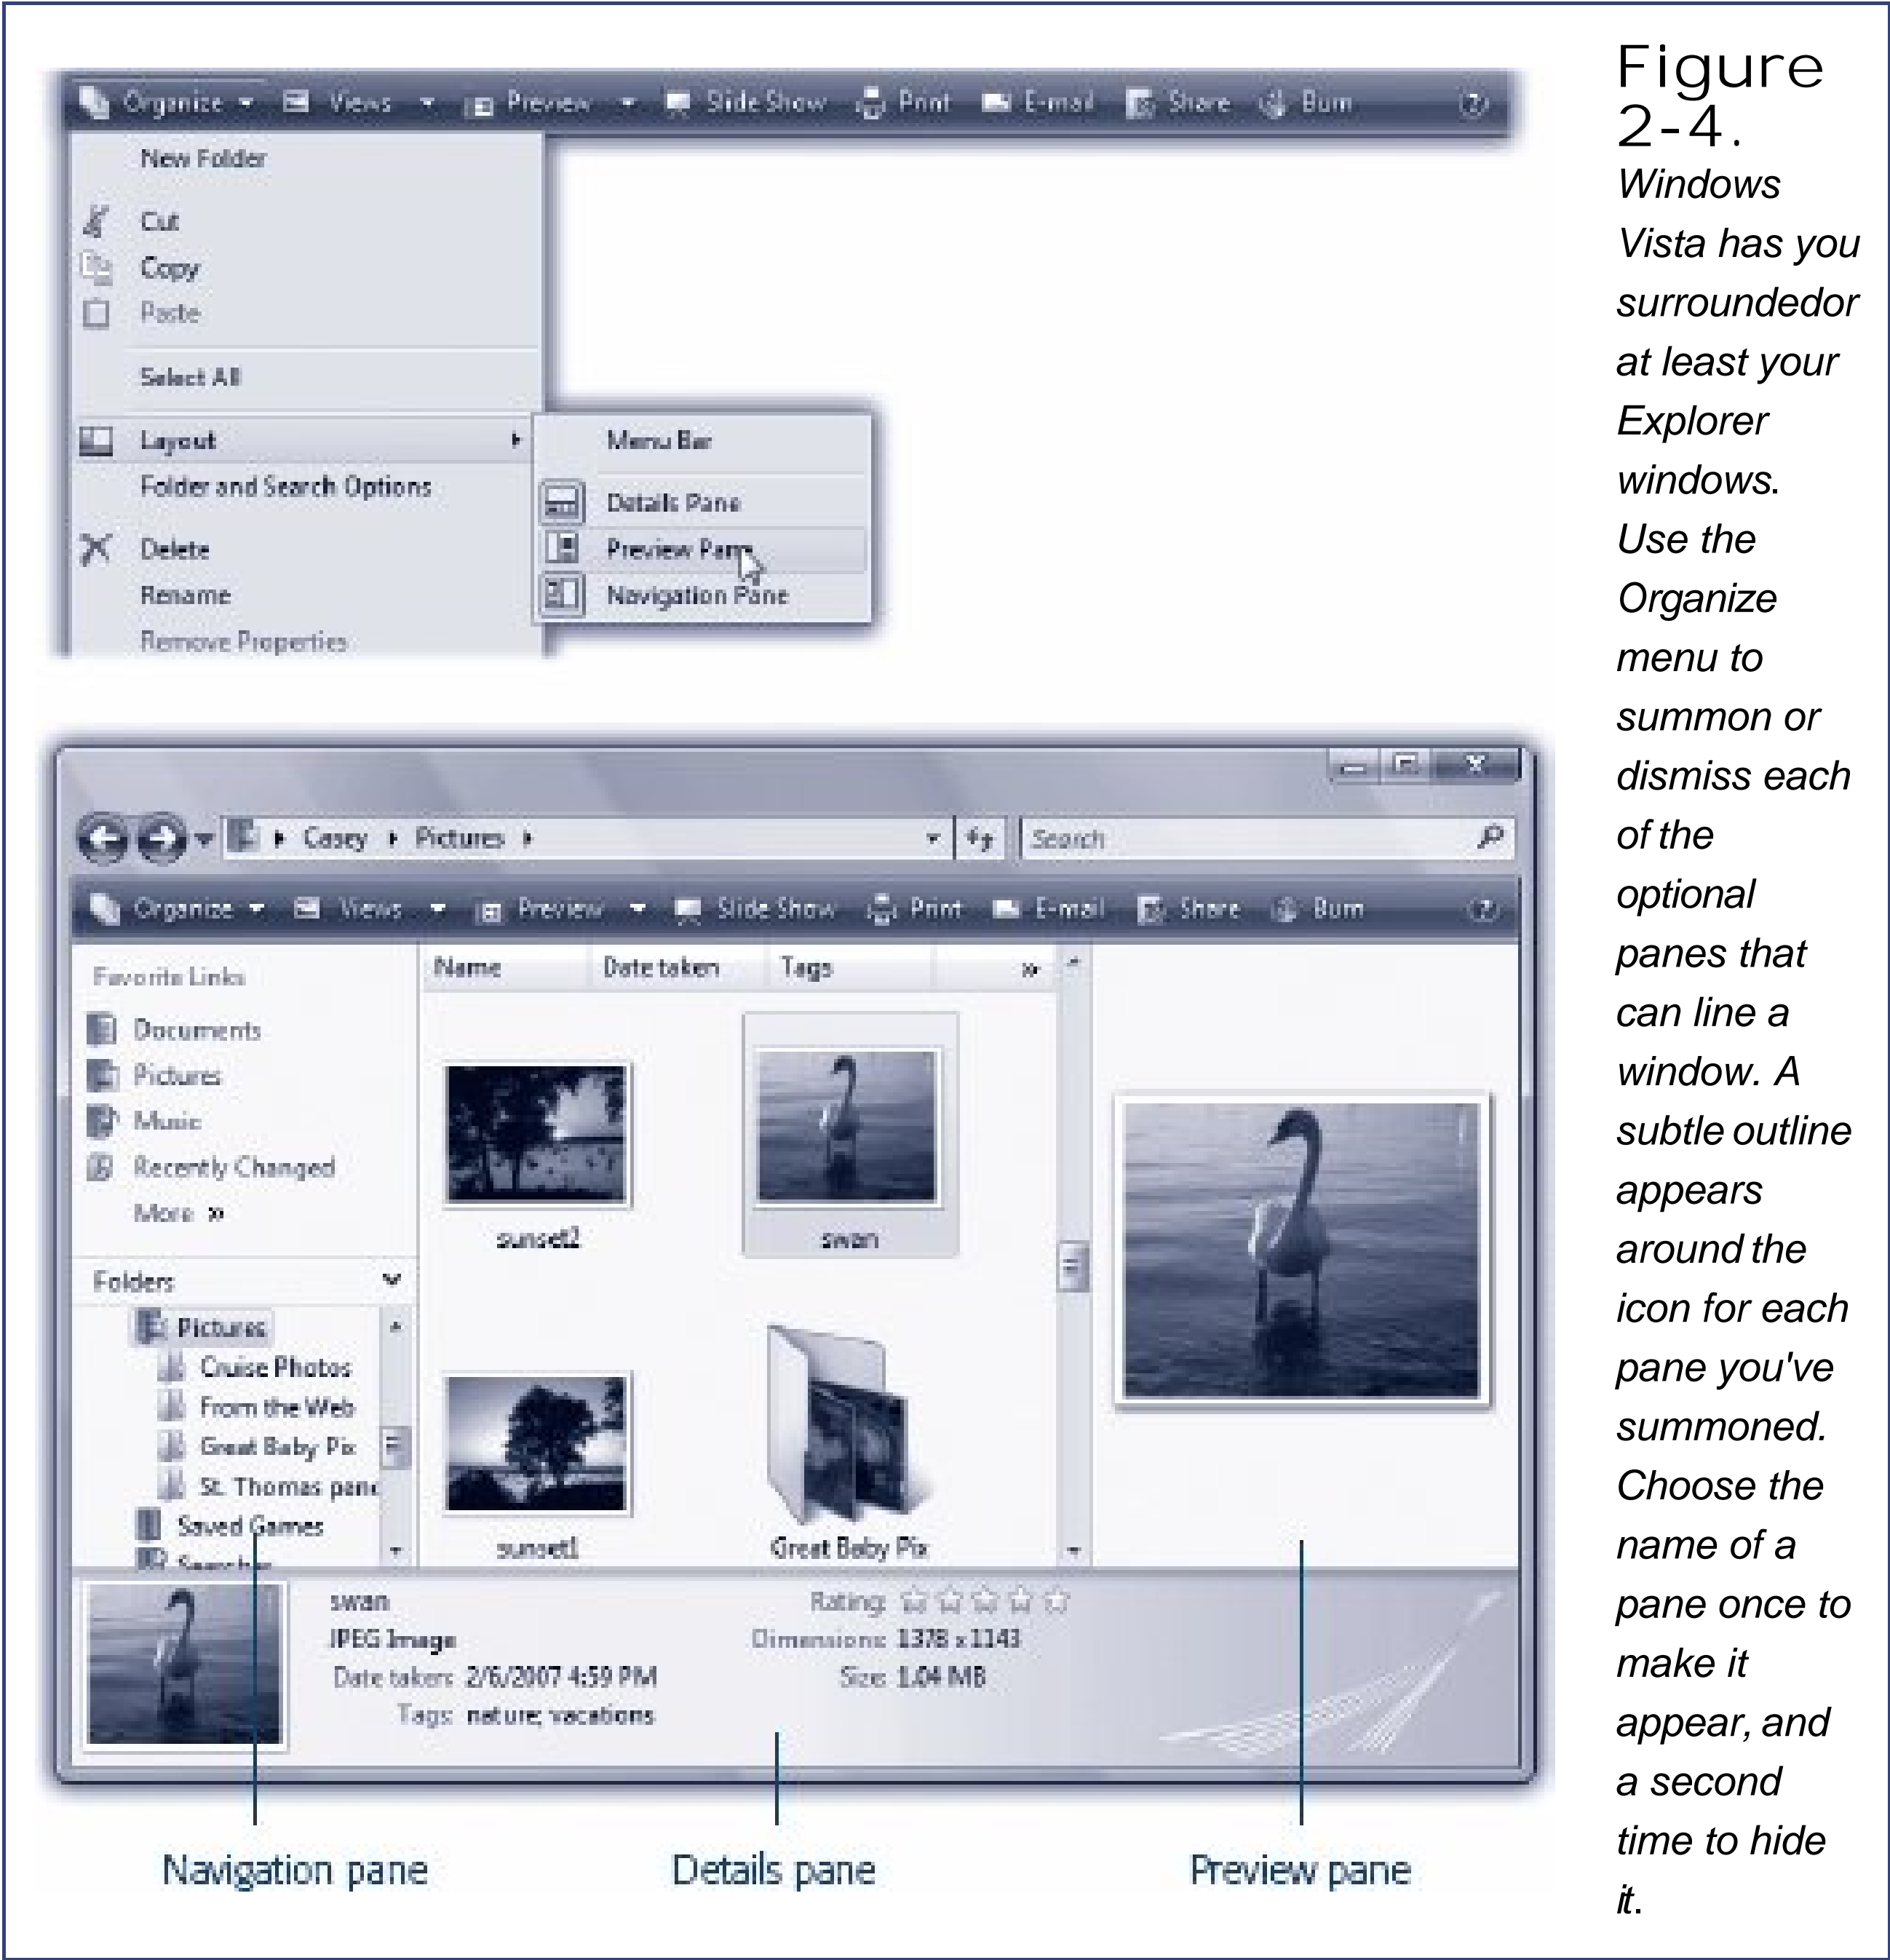 Organize Views Preview Slide Show Print E-mail Share Burn
New Folder
Cut
Copy
Paste
Select All
Layout
Folder and Search Options
Delete
Rename
Remove Properties
Menu Bar
Details Pane
Preview Pane
Navigation Pane
Casey Pictures
Search
Organize Views Preview Slide Show Print E-mail Share Burn
Favorite Links
Documents
Pictures
Music
Recently Changed
More »
Folders
Pictures
Cruise Photos
From the Web
Great Baby Pix
St. Thomas
Saved Games
Searches
Name Date taken Tags »
sunset2 swan
sunset1 Great Baby Pix
swan
JPEG Image
Date taken: 2/6/2007 4:59 PM
Tags: nature; vacations
Rating:
Dimensions: 1378 x 1143
Size: 1.04 MB
Navigation pane Details pane Preview pane
Figure
2-4.
Windows
Vista has you
surroundedor
at least your
Explorer
windows.
Use the
Organize
menu to
summon or
dismiss each
of the
optional
panes that
can line a
window. A
subtle outline
appears
around the
icon for each
pane you've
summoned.
Choose the
name of a
pane once to
make it
appear, and
a second
time to hide
it.